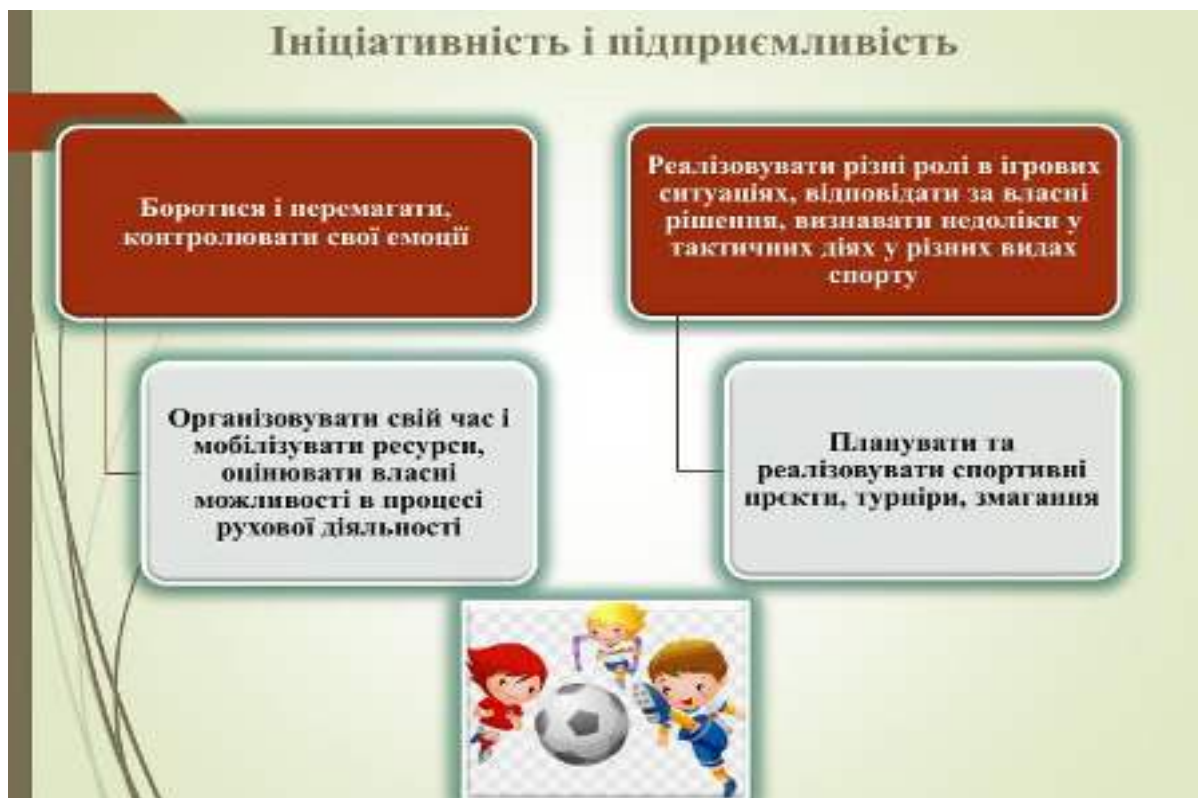 Ініціативність і підприємливість
Боротися і перемагати,
контролювати свої емоції
Реалізовувати різні ролі в ігрових
ситуаціях, відповідати за власні
рішення, визнавати недоліки у
тактичних діях у різних видах
спорту
Організовувати свій час і
мобілізувати ресурси,
оцінювати власні
можливості в процесі
рухової діяльності
Планувати та
реалізовувати спортивні
прєкти, турніри, змагання